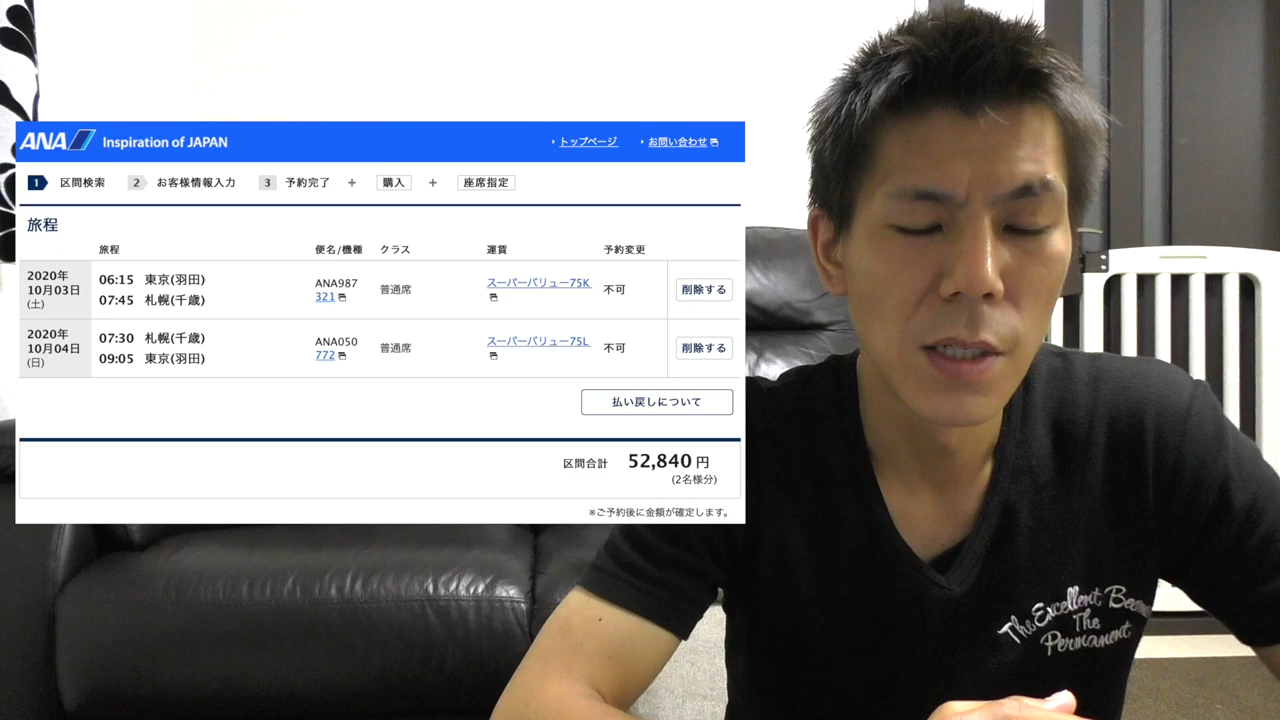 ANA Inspiration of JAPAN
トップページ お問い合わせ
1 区間検索 2 お客様情報入力 3 予約完了 + 購入 + 座席指定
旅程
旅程 便名/機種 クラス 運賃 予約変更
2020年
10月03日
(土)
06:15 東京(羽田)
07:45 札幌(千歳)
ANA987
321
普通席
スーパーバリュー75K
不可
削除する
2020年
10月04日
(日)
07:30 札幌(千歳)
09:05 東京(羽田)
ANA050
772
普通席
スーパーバリュー75L
不可
削除する
払い戻しについて
区間合計 52,840 円
(2名様分)
※ご予約後に金額が確定します。
The Excellent
The
Permanent